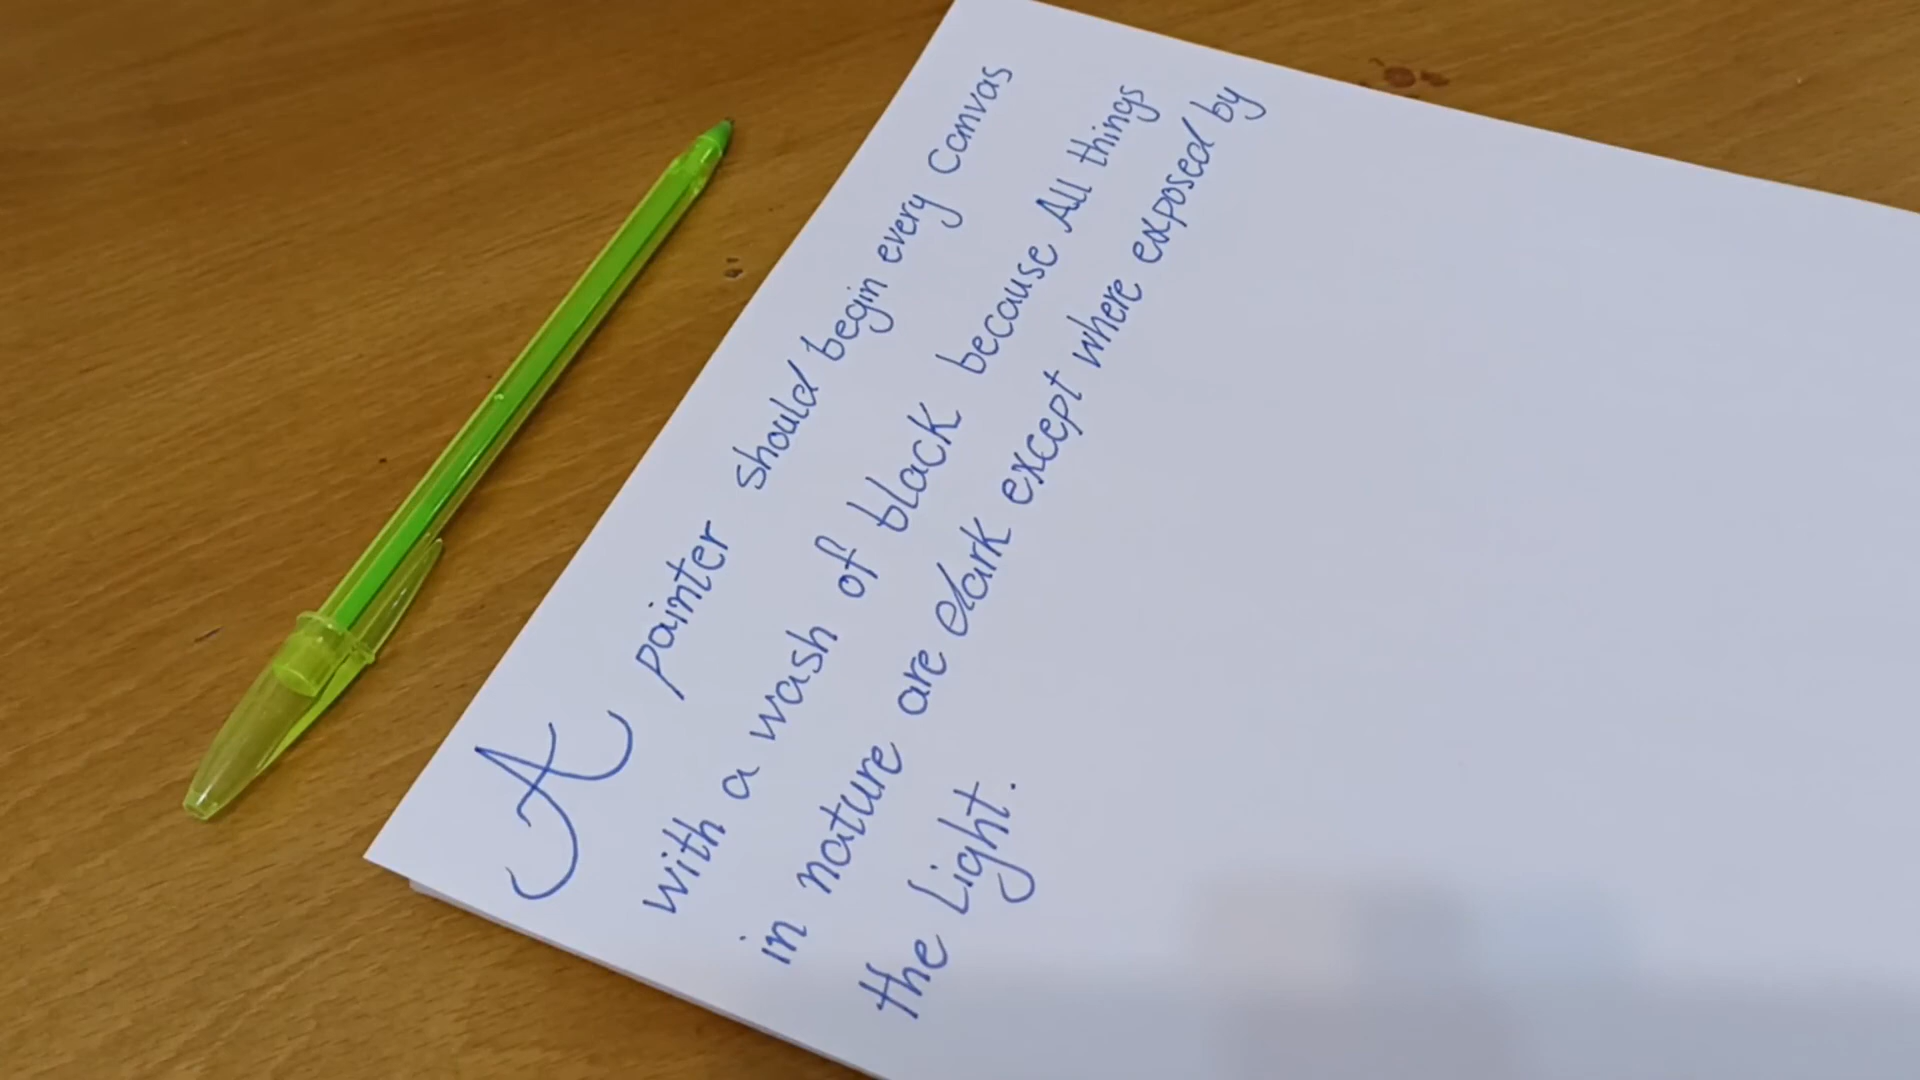 A painter should begin every canvas
with a wash of black because All things
in nature are dark except where exposed by
the Light.